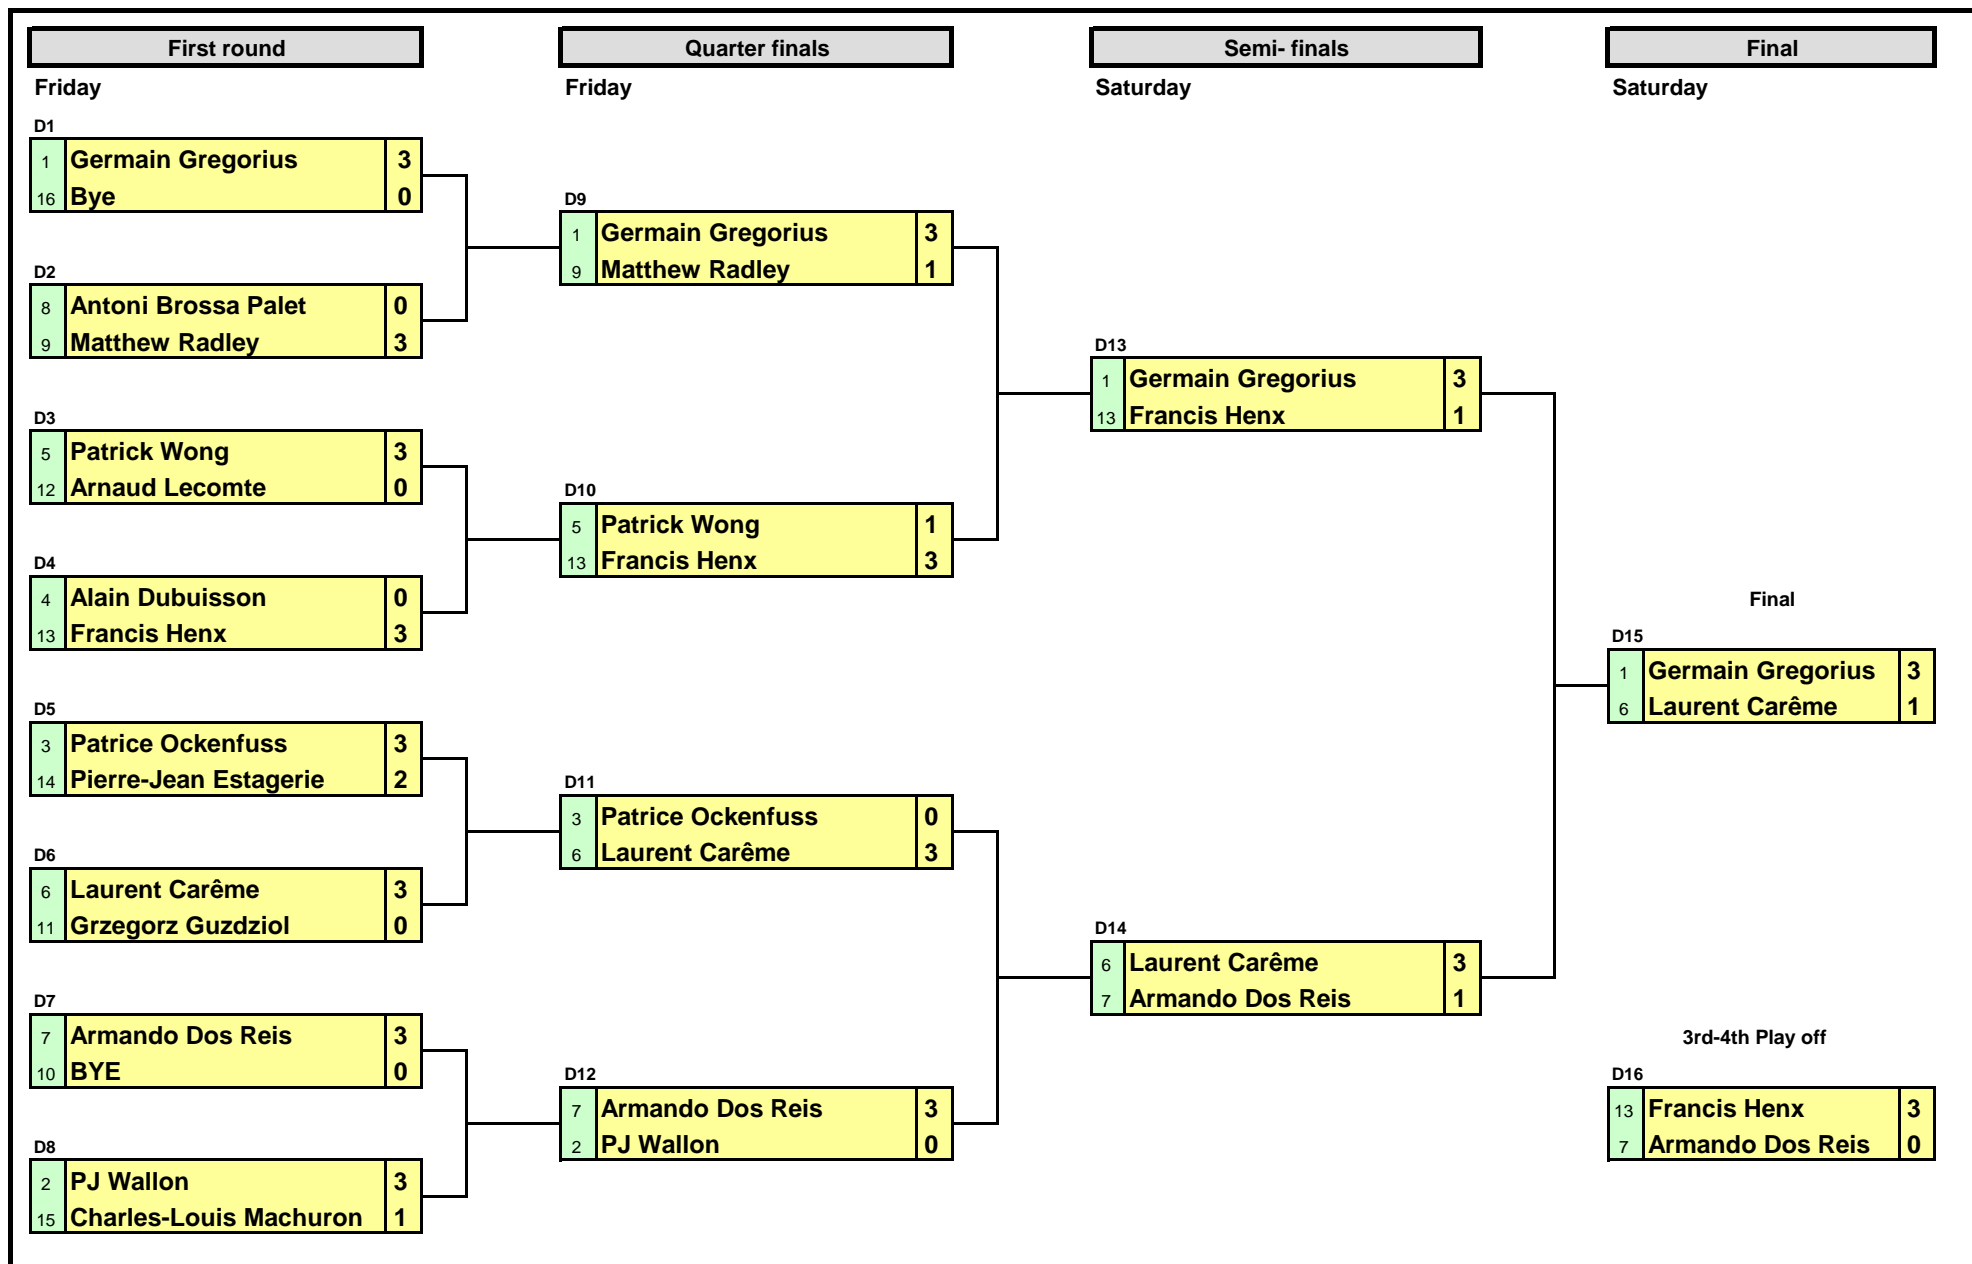 First round
Friday
D1
1 Germain Gregorius 3
16 Bye 0
D2
8 Antoni Brossa Palet 0
9 Matthew Radley 3
D3
5 Patrick Wong 3
12 Arnaud Lecomte 0
D4
4 Alain Dubuisson 0
13 Francis Henx 3
D5
3 Patrice Ockenfuss 3
14 Pierre-Jean Estagerie 2
D6
6 Laurent Carême 3
11 Grzegorz Guzdziol 0
D7
7 Armando Dos Reis 3
10 BYE 0
D8
2 PJ Wallon 3
15 Charles-Louis Machuron 1
Quarter finals
Friday
D9
1 Germain Gregorius 3
9 Matthew Radley 1
D10
5 Patrick Wong 1
13 Francis Henx 3
D11
3 Patrice Ockenfuss 0
6 Laurent Carême 3
D12
7 Armando Dos Reis 3
2 PJ Wallon 0
Semi- finals
Saturday
D13
1 Germain Gregorius 3
13 Francis Henx 1
D14
6 Laurent Carême 3
7 Armando Dos Reis 1
Final
Saturday
Final
D15
1 Germain Gregorius 3
6 Laurent Carême 1
3rd-4th Play off
D16
13 Francis Henx 3
7 Armando Dos Reis 0